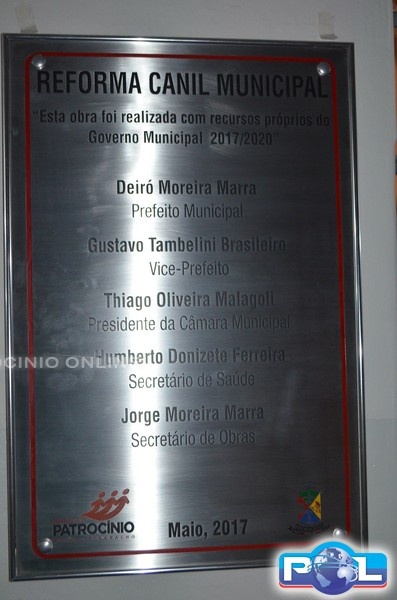 REFORMA CANIL MUNICIPAL
"Esta obra foi realizada com recursos próprios do
Governo Municipal 2017/2020"
Deiró Moreira Marra
Prefeito Municipal
Gustavo Tambelini Brasileiro
Vice-Prefeito
Thiago Oliveira Malagoli
Presidente da Câmara Municipal
OCINIO ONLIN
Humberto Donizete Ferreira
Secretário de Saúde
Jorge Moreira Marra
Secretário de Obras
PATROCÍNIO
Maio, 2017
POL